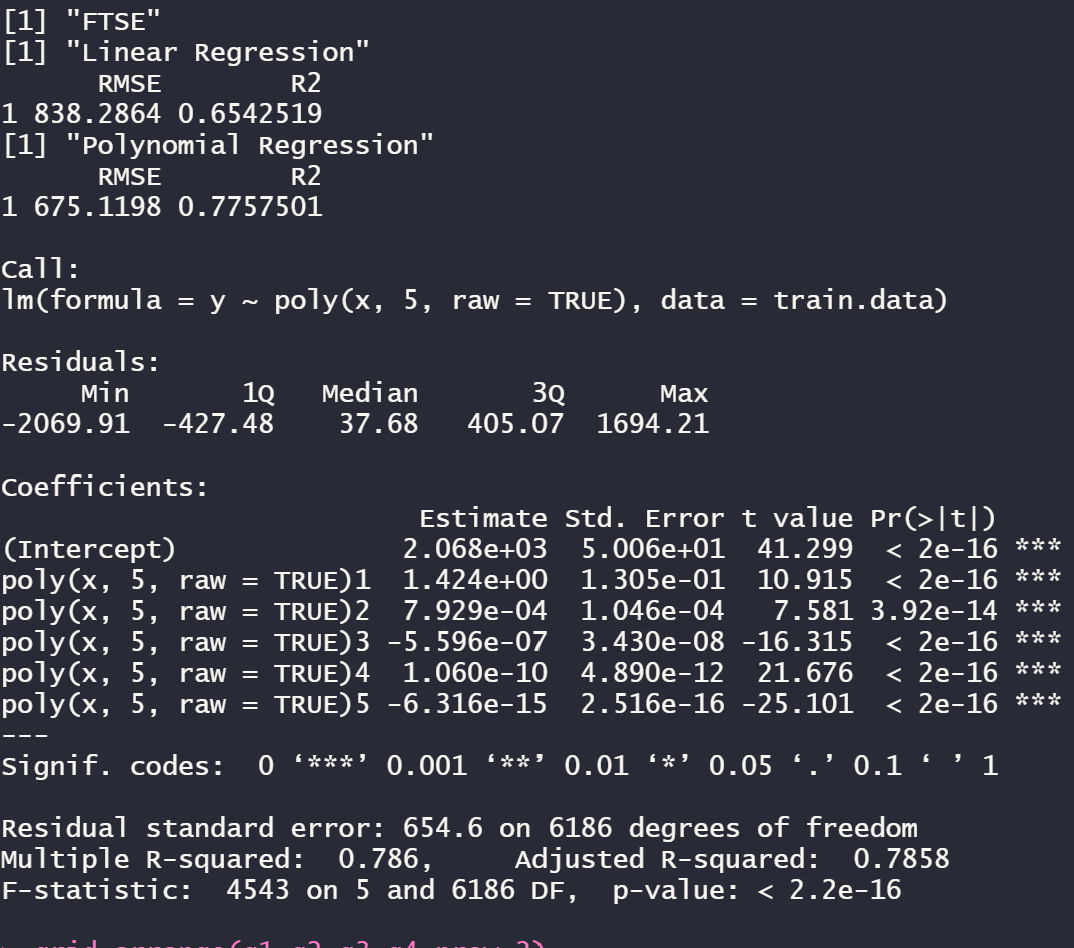 [1] "FTSE"
[1] "Linear Regression"
      RMSE        R2
1 838.2864 0.6542519
[1] "Polynomial Regression"
      RMSE        R2
1 675.1198 0.7757501
Call:
lm(formula = y ~ poly(x, 5, raw = TRUE), data = train.data)
Residuals:
     Min       1Q   Median       3Q      Max
-2069.91  -427.48    37.68   405.07  1694.21
Coefficients:
                          Estimate Std. Error t value Pr(>|t|)
(Intercept)              2.068e+03  5.006e+01  41.299  < 2e-16 ***
poly(x, 5, raw = TRUE)1  1.424e+00  1.305e-01  10.915  < 2e-16 ***
poly(x, 5, raw = TRUE)2  7.929e-04  1.046e-04   7.581 3.92e-14 ***
poly(x, 5, raw = TRUE)3 -5.596e-07  3.430e-08 -16.315  < 2e-16 ***
poly(x, 5, raw = TRUE)4  1.060e-10  4.890e-12  21.676  < 2e-16 ***
poly(x, 5, raw = TRUE)5 -6.316e-15  2.516e-16 -25.101  < 2e-16 ***
---
Signif. codes:  0 ‘***’ 0.001 ‘**’ 0.01 ‘*’ 0.05 ‘.’ 0.1 ‘ ’ 1
Residual standard error: 654.6 on 6186 degrees of freedom
Multiple R-squared:  0.786,     Adjusted R-squared:  0.7858
F-statistic:  4543 on 5 and 6186 DF,  p-value: < 2.2e-16